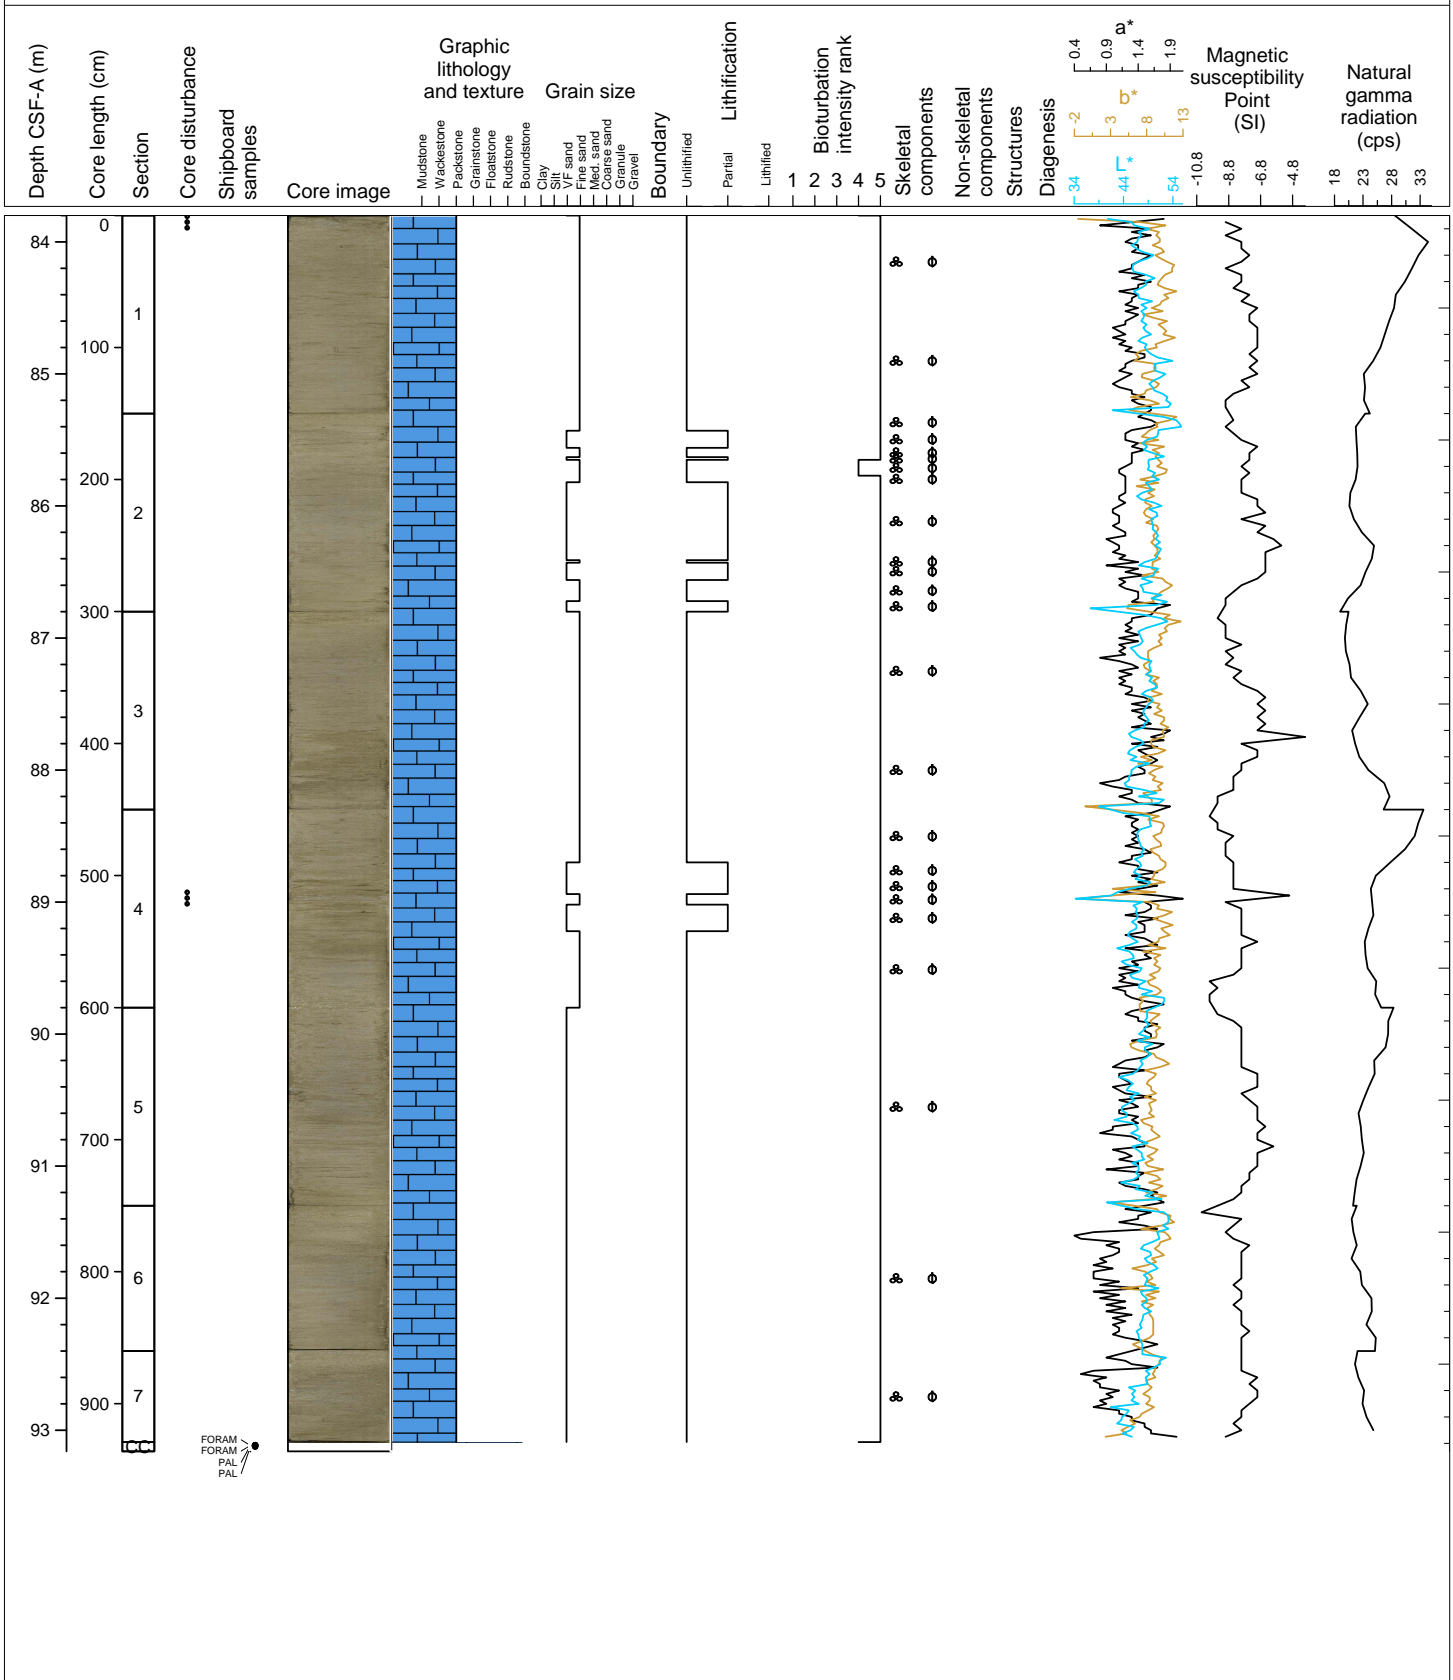 Depth CSF-A (m)
Core length (cm)
Section
Core disturbance
Shipboard
samples
Core image
Graphic
lithology
and texture
Mudstone
Wackestone
Packstone
Grainstone
Floatstone
Rudstone
Boundstone
Grain size
Clay
Silt
VF sand
Fine sand
Med. sand
Coarse sand
Granule
Gravel
Boundary
Lithification
Unlithified
Partial
Lithified
Bioturbation
intensity rank
1 2 3 4 5
Skeletal
components
Non-skeletal
components
Structures
Diagenesis
a*
0.4 0.9 1.4 1.9
b*
-2 3 8 13
L*
34 44 54
Magnetic
susceptibility
Point
(SI)
-10.8 -8.8 -6.8 -4.8
Natural
gamma
radiation
(cps)
18 23 28 33
84
85
86
87
88
89
90
91
92
93
0
100
200
300
400
500
600
700
800
900
1
2
3
4
5
6
7
CC
FORAM
FORAM
PAL
PAL